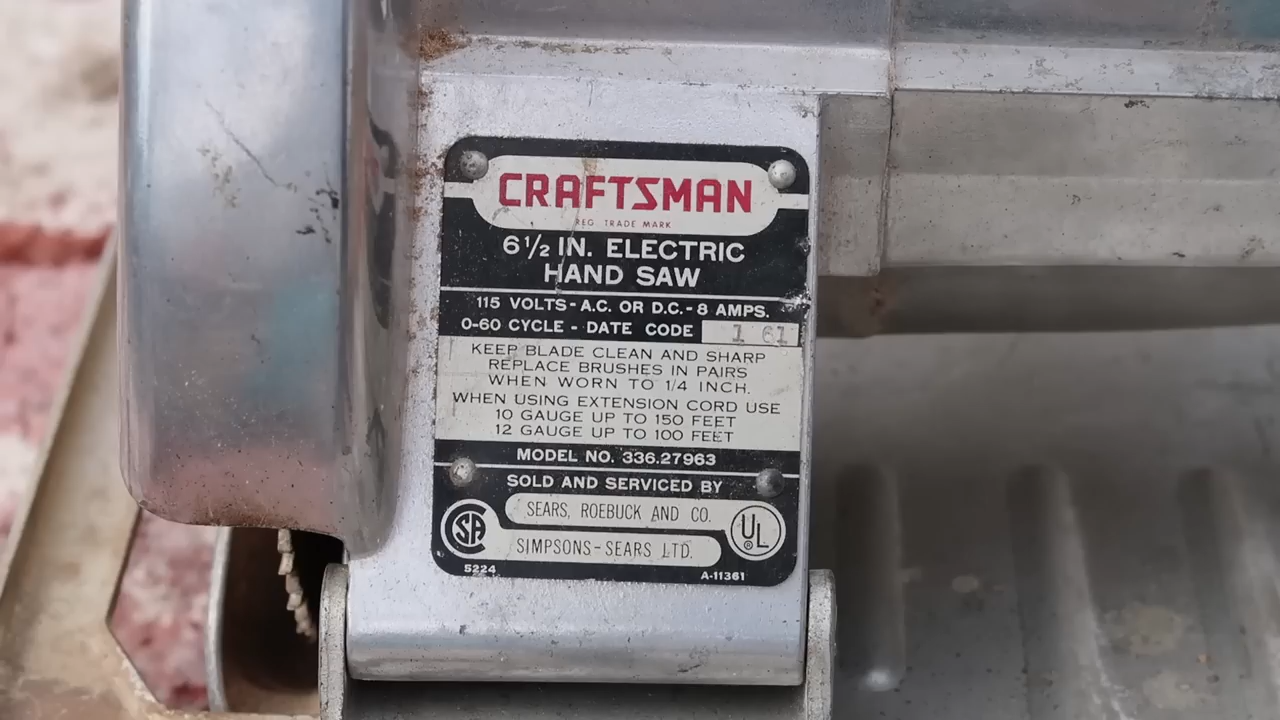 CRAFTSMAN
REG. TRADE MARK
6 1/2 IN. ELECTRIC
HAND SAW
115 VOLTS - A.C. OR D.C. - 8 AMPS.
0-60 CYCLE - DATE CODE 1 61
KEEP BLADE CLEAN AND SHARP
REPLACE BRUSHES IN PAIRS
WHEN WORN TO 1/4 INCH.
WHEN USING EXTENSION CORD USE
10 GAUGE UP TO 150 FEET
12 GAUGE UP TO 100 FEET
MODEL NO. 336.27963
SOLD AND SERVICED BY
SEARS, ROEBUCK AND CO.
SA UL ®
SIMPSONS-SEARS LTD.
5224 A-11361